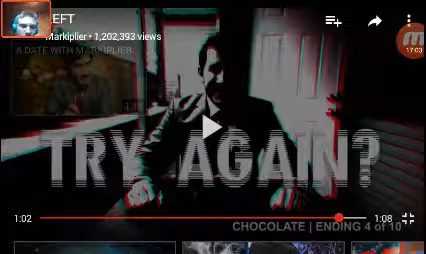 LEFT
Markiplier • 1,202,393 views
A DATE WITH MARKIPLIER
17:03
TRY AGAIN?
1:02
1:08
CHOCOLATE | ENDING 4 of 10